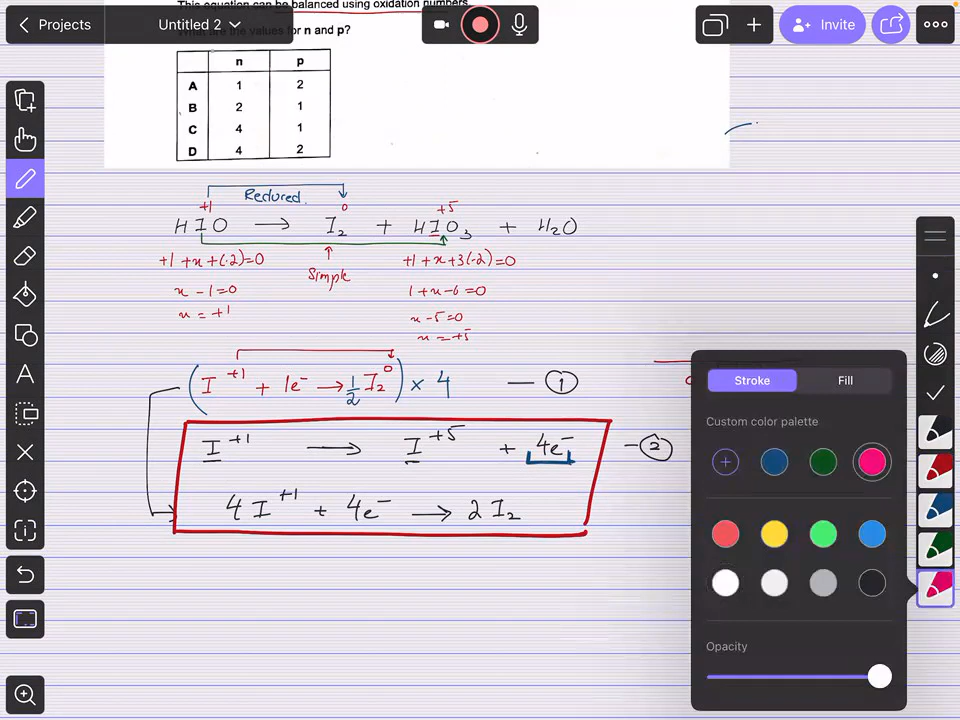 This equation can be balanced using oxidation numbers.
Projects
Untitled 2
Invite
What are the values for n and p?
n p
A 1 2
B 2 1
C 4 1
D 4 2
Reduced
+1 0 +5
HIO → I₂ + HIO₃ + H₂O
+1 +x+(-2)=0
Simple
+1 +x+3(-2)=0
x -1=0
1+x-6=0
x = +1
x -5=0
x = +5
(I⁺¹ + 1e⁻ → 1/2 I₂⁰) × 4 — ①
I⁺¹ → I⁺⁵ + 4e⁻ - ②
4 I⁺¹ + 4e⁻ → 2 I₂
Stroke Fill
Custom color palette
Opacity